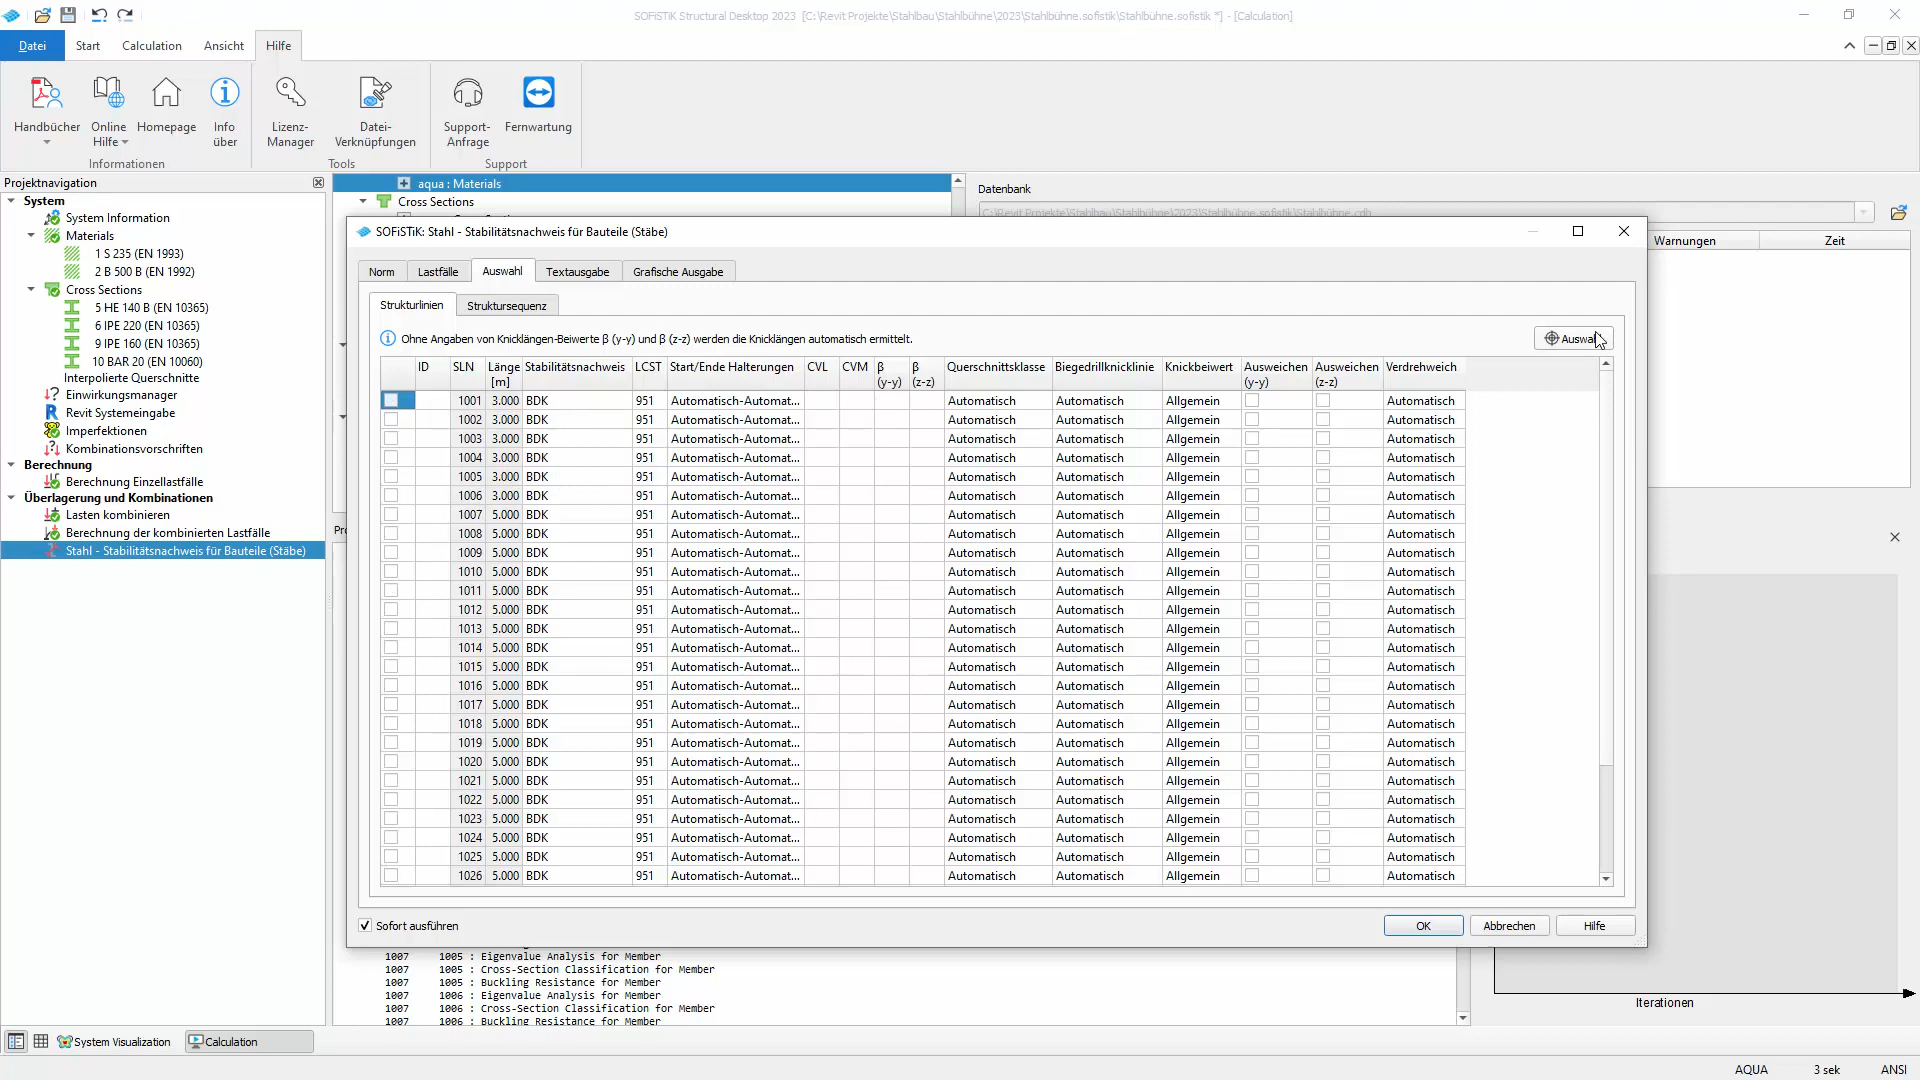 SOFiSTiK Structural Desktop 2023 [C:\Revit Projekte\Stahlbau\Stahlbühne\2023\Stahlbühne.sofistik\Stahlbühne.sofistik *] - [Calculation]
Datei Start Calculation Ansicht Hilfe
Handbücher Online Hilfe Homepage Info über Lizenz-Manager Datei-Verknüpfungen Support-Anfrage Fernwartung
Informationen Tools Support
Projektnavigation
System
System Information
Materials
1 S 235 (EN 1993)
2 B 500 B (EN 1992)
Cross Sections
5 HE 140 B (EN 10365)
6 IPE 220 (EN 10365)
9 IPE 160 (EN 10365)
10 BAR 20 (EN 10060)
Interpolierte Querschnitte
Einwirkungsmanager
Revit Systemeingabe
Imperfektionen
Kombinationsvorschriften
Berechnung
Berechnung Einzellastfälle
Überlagerung und Kombinationen
Lasten kombinieren
Berechnung der kombinierten Lastfälle
Stahl - Stabilitätsnachweis für Bauteile (Stäbe)
aqua : Materials
Cross Sections
Datenbank
C:\Revit Projekte\Stahlbau\Stahlbühne\2023\Stahlbühne.sofistik\Stahlbühne.cdb
Warnungen Zeit
SOFiSTiK: Stahl - Stabilitätsnachweis für Bauteile (Stäbe)
Norm Lastfälle Auswahl Textausgabe Grafische Ausgabe
Strukturlinien Struktursequenz
Ohne Angaben von Knicklängen-Beiwerte β (y-y) und β (z-z) werden die Knicklängen automatisch ermittelt.
ID SLN Länge [m] Stabilitätsnachweis LCST Start/Ende Halterungen CVL CVM β (y-y) β (z-z) Querschnittsklasse Biegedrillknicklinie Knickbeiwert Ausweichen (y-y) Ausweichen (z-z) Verdrehweich
1001 3.000 BDK 951 Automatisch-Automat... Automatisch Automatisch Allgemein Automatisch
1002 3.000 BDK 951 Automatisch-Automat... Automatisch Automatisch Allgemein Automatisch
1003 3.000 BDK 951 Automatisch-Automat... Automatisch Automatisch Allgemein Automatisch
1004 3.000 BDK 951 Automatisch-Automat... Automatisch Automatisch Allgemein Automatisch
1005 3.000 BDK 951 Automatisch-Automat... Automatisch Automatisch Allgemein Automatisch
1006 3.000 BDK 951 Automatisch-Automat... Automatisch Automatisch Allgemein Automatisch
1007 5.000 BDK 951 Automatisch-Automat... Automatisch Automatisch Allgemein Automatisch
1008 5.000 BDK 951 Automatisch-Automat... Automatisch Automatisch Allgemein Automatisch
1009 5.000 BDK 951 Automatisch-Automat... Automatisch Automatisch Allgemein Automatisch
1010 5.000 BDK 951 Automatisch-Automat... Automatisch Automatisch Allgemein Automatisch
1011 5.000 BDK 951 Automatisch-Automat... Automatisch Automatisch Allgemein Automatisch
1012 5.000 BDK 951 Automatisch-Automat... Automatisch Automatisch Allgemein Automatisch
1013 5.000 BDK 951 Automatisch-Automat... Automatisch Automatisch Allgemein Automatisch
1014 5.000 BDK 951 Automatisch-Automat... Automatisch Automatisch Allgemein Automatisch
1015 5.000 BDK 951 Automatisch-Automat... Automatisch Automatisch Allgemein Automatisch
1016 5.000 BDK 951 Automatisch-Automat... Automatisch Automatisch Allgemein Automatisch
1017 5.000 BDK 951 Automatisch-Automat... Automatisch Automatisch Allgemein Automatisch
1018 5.000 BDK 951 Automatisch-Automat... Automatisch Automatisch Allgemein Automatisch
1019 5.000 BDK 951 Automatisch-Automat... Automatisch Automatisch Allgemein Automatisch
1020 5.000 BDK 951 Automatisch-Automat... Automatisch Automatisch Allgemein Automatisch
1021 5.000 BDK 951 Automatisch-Automat... Automatisch Automatisch Allgemein Automatisch
1022 5.000 BDK 951 Automatisch-Automat... Automatisch Automatisch Allgemein Automatisch
1023 5.000 BDK 951 Automatisch-Automat... Automatisch Automatisch Allgemein Automatisch
1024 5.000 BDK 951 Automatisch-Automat... Automatisch Automatisch Allgemein Automatisch
1025 5.000 BDK 951 Automatisch-Automat... Automatisch Automatisch Allgemein Automatisch
1026 5.000 BDK 951 Automatisch-Automat... Automatisch Automatisch Allgemein Automatisch
Sofort ausführen OK Abbrechen Hilfe
1007 1005 : Eigenvalue Analysis for Member
1007 1005 : Cross-Section Classification for Member
1007 1005 : Buckling Resistance for Member
1007 1006 : Eigenvalue Analysis for Member
1007 1006 : Cross-Section Classification for Member
1007 1006 : Buckling Resistance for Member
Iterationen
System Visualization Calculation
AQUA 3 sek ANSI